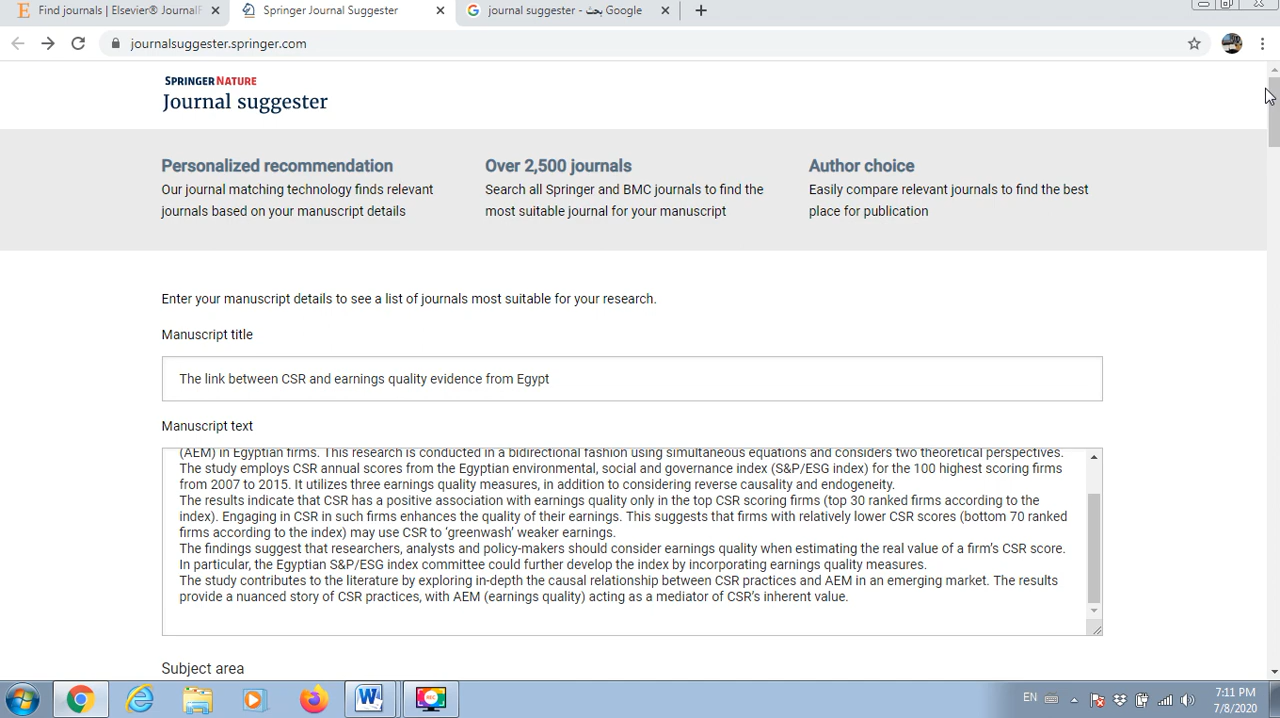 Find journals | Elsevier® JournalF
Springer Journal Suggester
journal suggester - بحث Google
journalsuggester.springer.com
SPRINGER NATURE
Journal suggester
Personalized recommendation
Our journal matching technology finds relevant
journals based on your manuscript details
Over 2,500 journals
Search all Springer and BMC journals to find the
most suitable journal for your manuscript
Author choice
Easily compare relevant journals to find the best
place for publication
Enter your manuscript details to see a list of journals most suitable for your research.
Manuscript title
The link between CSR and earnings quality evidence from Egypt
Manuscript text
(AEM) in Egyptian firms. This research is conducted in a bidirectional fashion using simultaneous equations and considers two theoretical perspectives.
The study employs CSR annual scores from the Egyptian environmental, social and governance index (S&P/ESG index) for the 100 highest scoring firms
from 2007 to 2015. It utilizes three earnings quality measures, in addition to considering reverse causality and endogeneity.
The results indicate that CSR has a positive association with earnings quality only in the top CSR scoring firms (top 30 ranked firms according to the
index). Engaging in CSR in such firms enhances the quality of their earnings. This suggests that firms with relatively lower CSR scores (bottom 70 ranked
firms according to the index) may use CSR to ‘greenwash’ weaker earnings.
The findings suggest that researchers, analysts and policy-makers should consider earnings quality when estimating the real value of a firm’s CSR score.
In particular, the Egyptian S&P/ESG index committee could further develop the index by incorporating earnings quality measures.
The study contributes to the literature by exploring in-depth the causal relationship between CSR practices and AEM in an emerging market. The results
provide a nuanced story of CSR practices, with AEM (earnings quality) acting as a mediator of CSR’s inherent value.
Subject area
EN
7:11 PM
7/8/2020